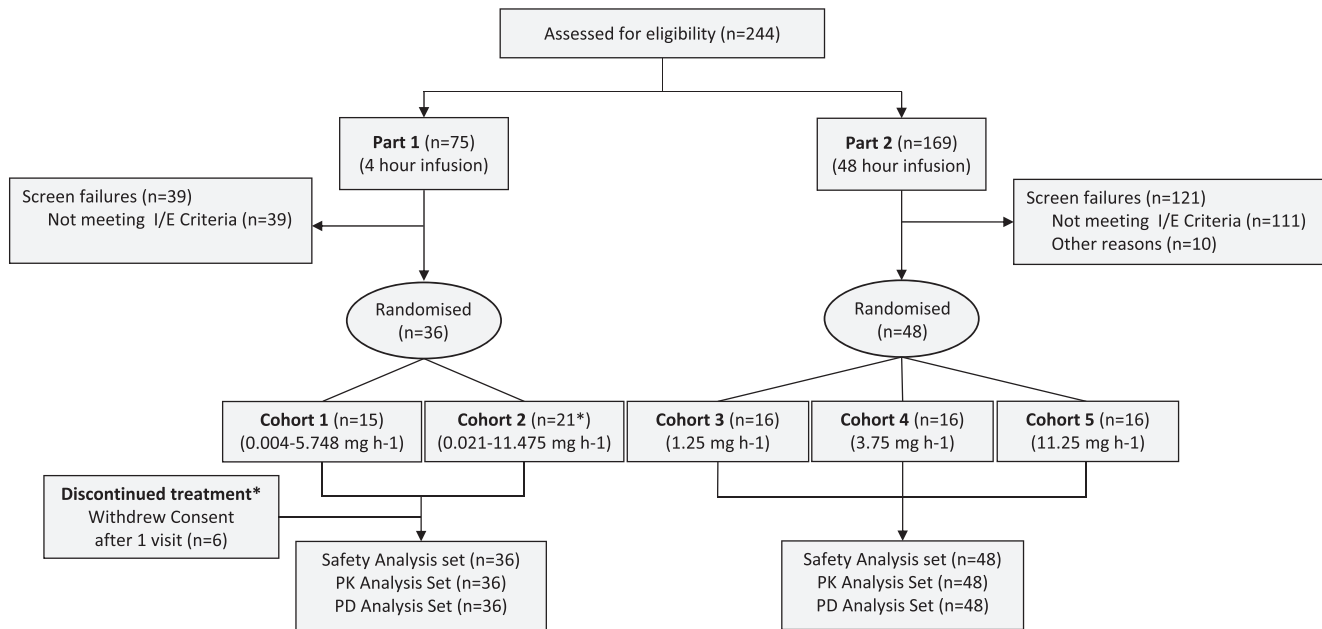 Assessed for eligibility (n=244)
Part 1 (n=75)
(4 hour infusion)
Part 2 (n=169)
(48 hour infusion)
Screen failures (n=39)
Not meeting I/E Criteria (n=39)
Screen failures (n=121)
Not meeting I/E Criteria (n=111)
Other reasons (n=10)
Randomised
(n=36)
Randomised
(n=48)
Cohort 1 (n=15)
(0.004-5.748 mg h-1)
Cohort 2 (n=21*)
(0.021-11.475 mg h-1)
Cohort 3 (n=16)
(1.25 mg h-1)
Cohort 4 (n=16)
(3.75 mg h-1)
Cohort 5 (n=16)
(11.25 mg h-1)
Discontinued treatment*
Withdrew Consent
after 1 visit (n=6)
Safety Analysis set (n=36)
PK Analysis Set (n=36)
PD Analysis Set (n=36)
Safety Analysis set (n=48)
PK Analysis Set (n=48)
PD Analysis Set (n=48)